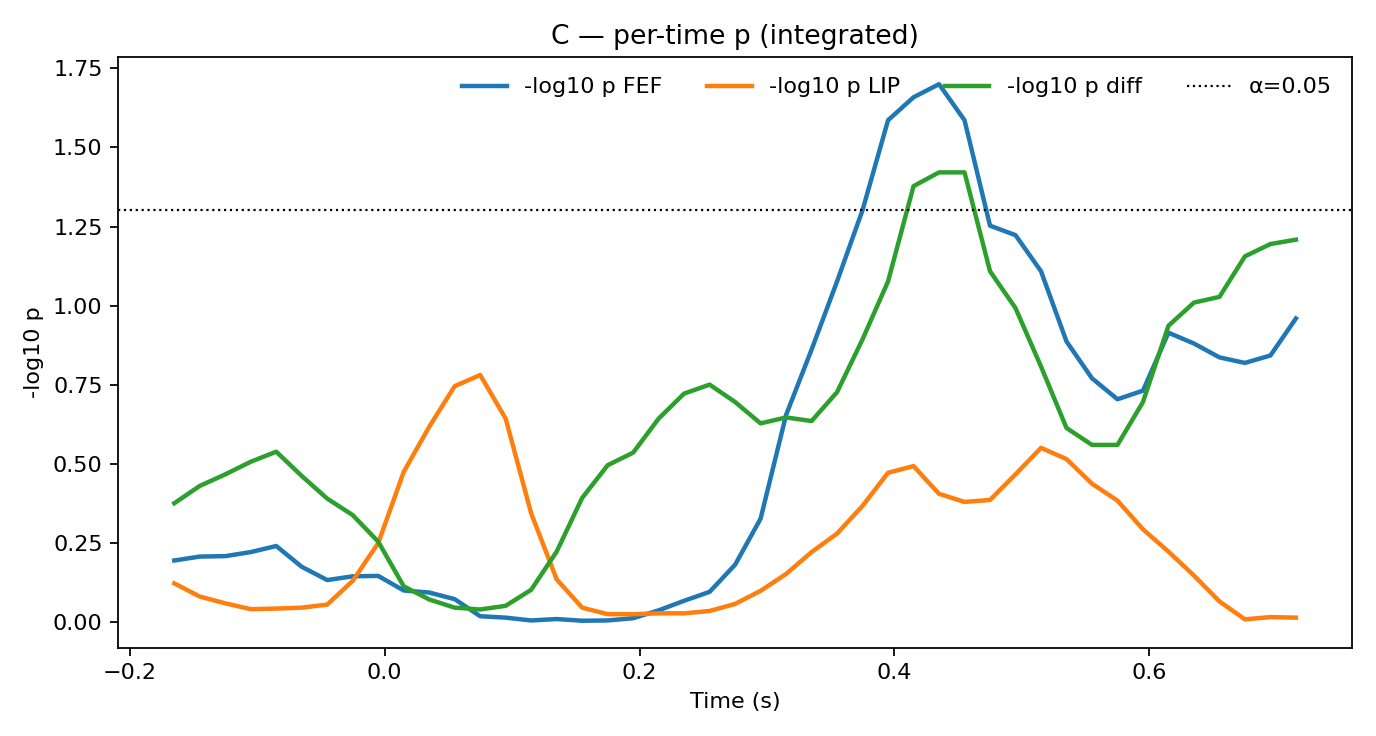 C — per-time p (integrated)
-log10 p FEF
-log10 p LIP
-log10 p diff
α=0.05
-log10 p
1.75
1.50
1.25
1.00
0.75
0.50
0.25
0.00
−0.2
0.0
0.2
0.4
0.6
Time (s)